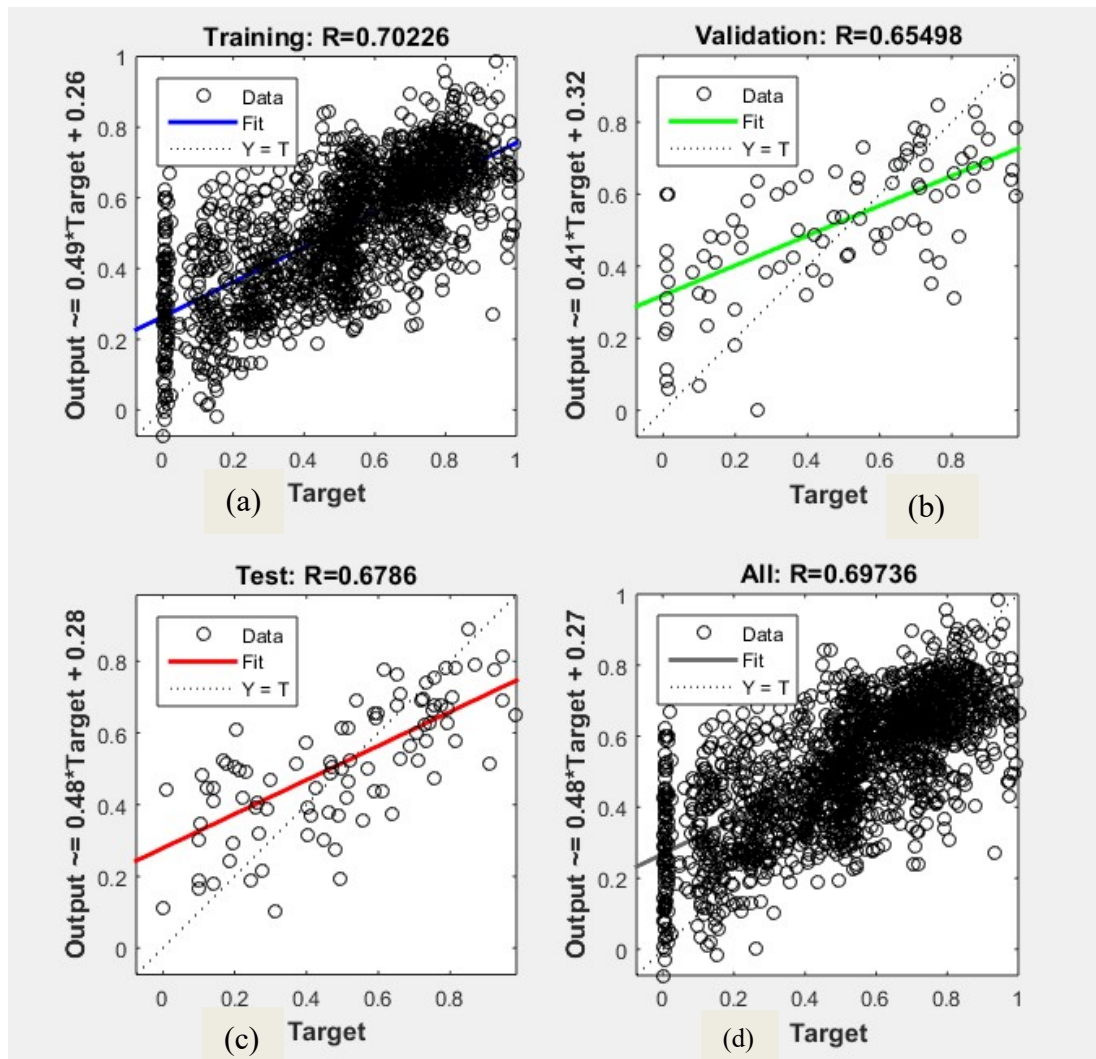 Training: R=0.70226
Output ~= 0.49*Target + 0.26
1
0.8
0.6
0.4
0.2
0
Data
Fit
Y = T
0 0.2 0.4 0.6 0.8 1
Target
(a)
Validation: R=0.65498
Output ~= 0.41*Target + 0.32
0.8
0.6
0.4
0.2
0
Data
Fit
Y = T
0 0.2 0.4 0.6 0.8
Target
(b)
Test: R=0.6786
Output ~= 0.48*Target + 0.28
0.8
0.6
0.4
0.2
0
Data
Fit
Y = T
0 0.2 0.4 0.6 0.8
Target
(c)
All: R=0.69736
Output ~= 0.48*Target + 0.27
1
0.8
0.6
0.4
0.2
0
Data
Fit
Y = T
0 0.2 0.4 0.6 0.8 1
Target
(d)